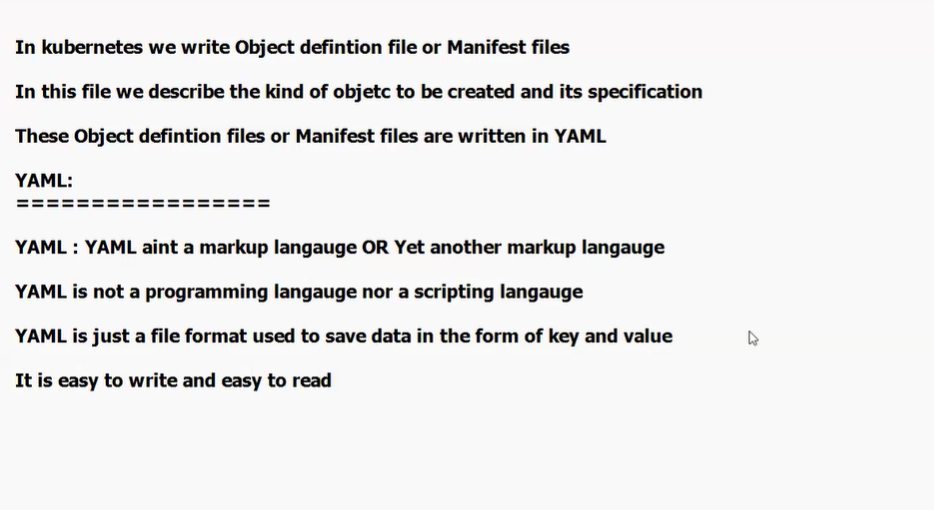 In kubernetes we write Object defintion file or Manifest files
In this file we describe the kind of objetc to be created and its specification
These Object defintion files or Manifest files are written in YAML
YAML:
=================
YAML : YAML aint a markup langauge OR Yet another markup langauge
YAML is not a programming langauge nor a scripting langauge
YAML is just a file format used to save data in the form of key and value
It is easy to write and easy to read